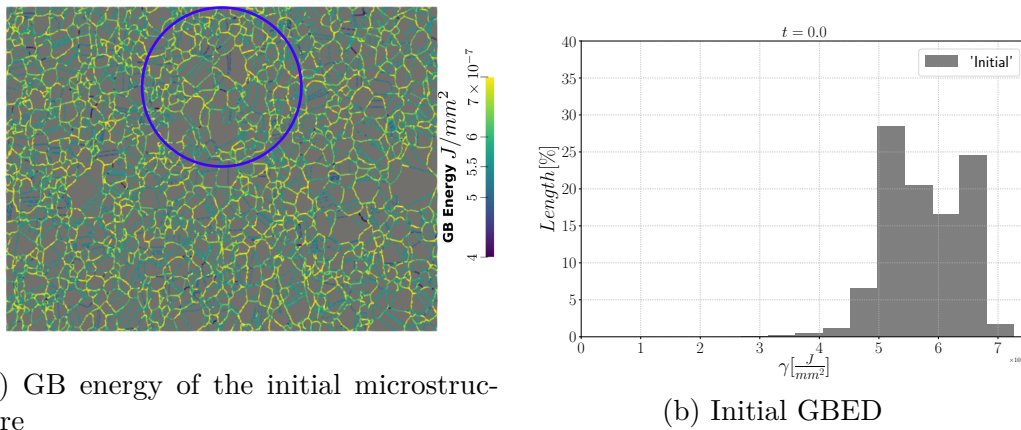 GB Energy J/mm²
7 × 10⁻⁷
6
5.5
5
4
) GB energy of the initial microstruc-
re
t = 0.0
'Initial'
Length[%]
40
35
30
25
20
15
10
5
0
0 1 2 3 4 5 6 7
γ[J/mm²]
(b) Initial GBED